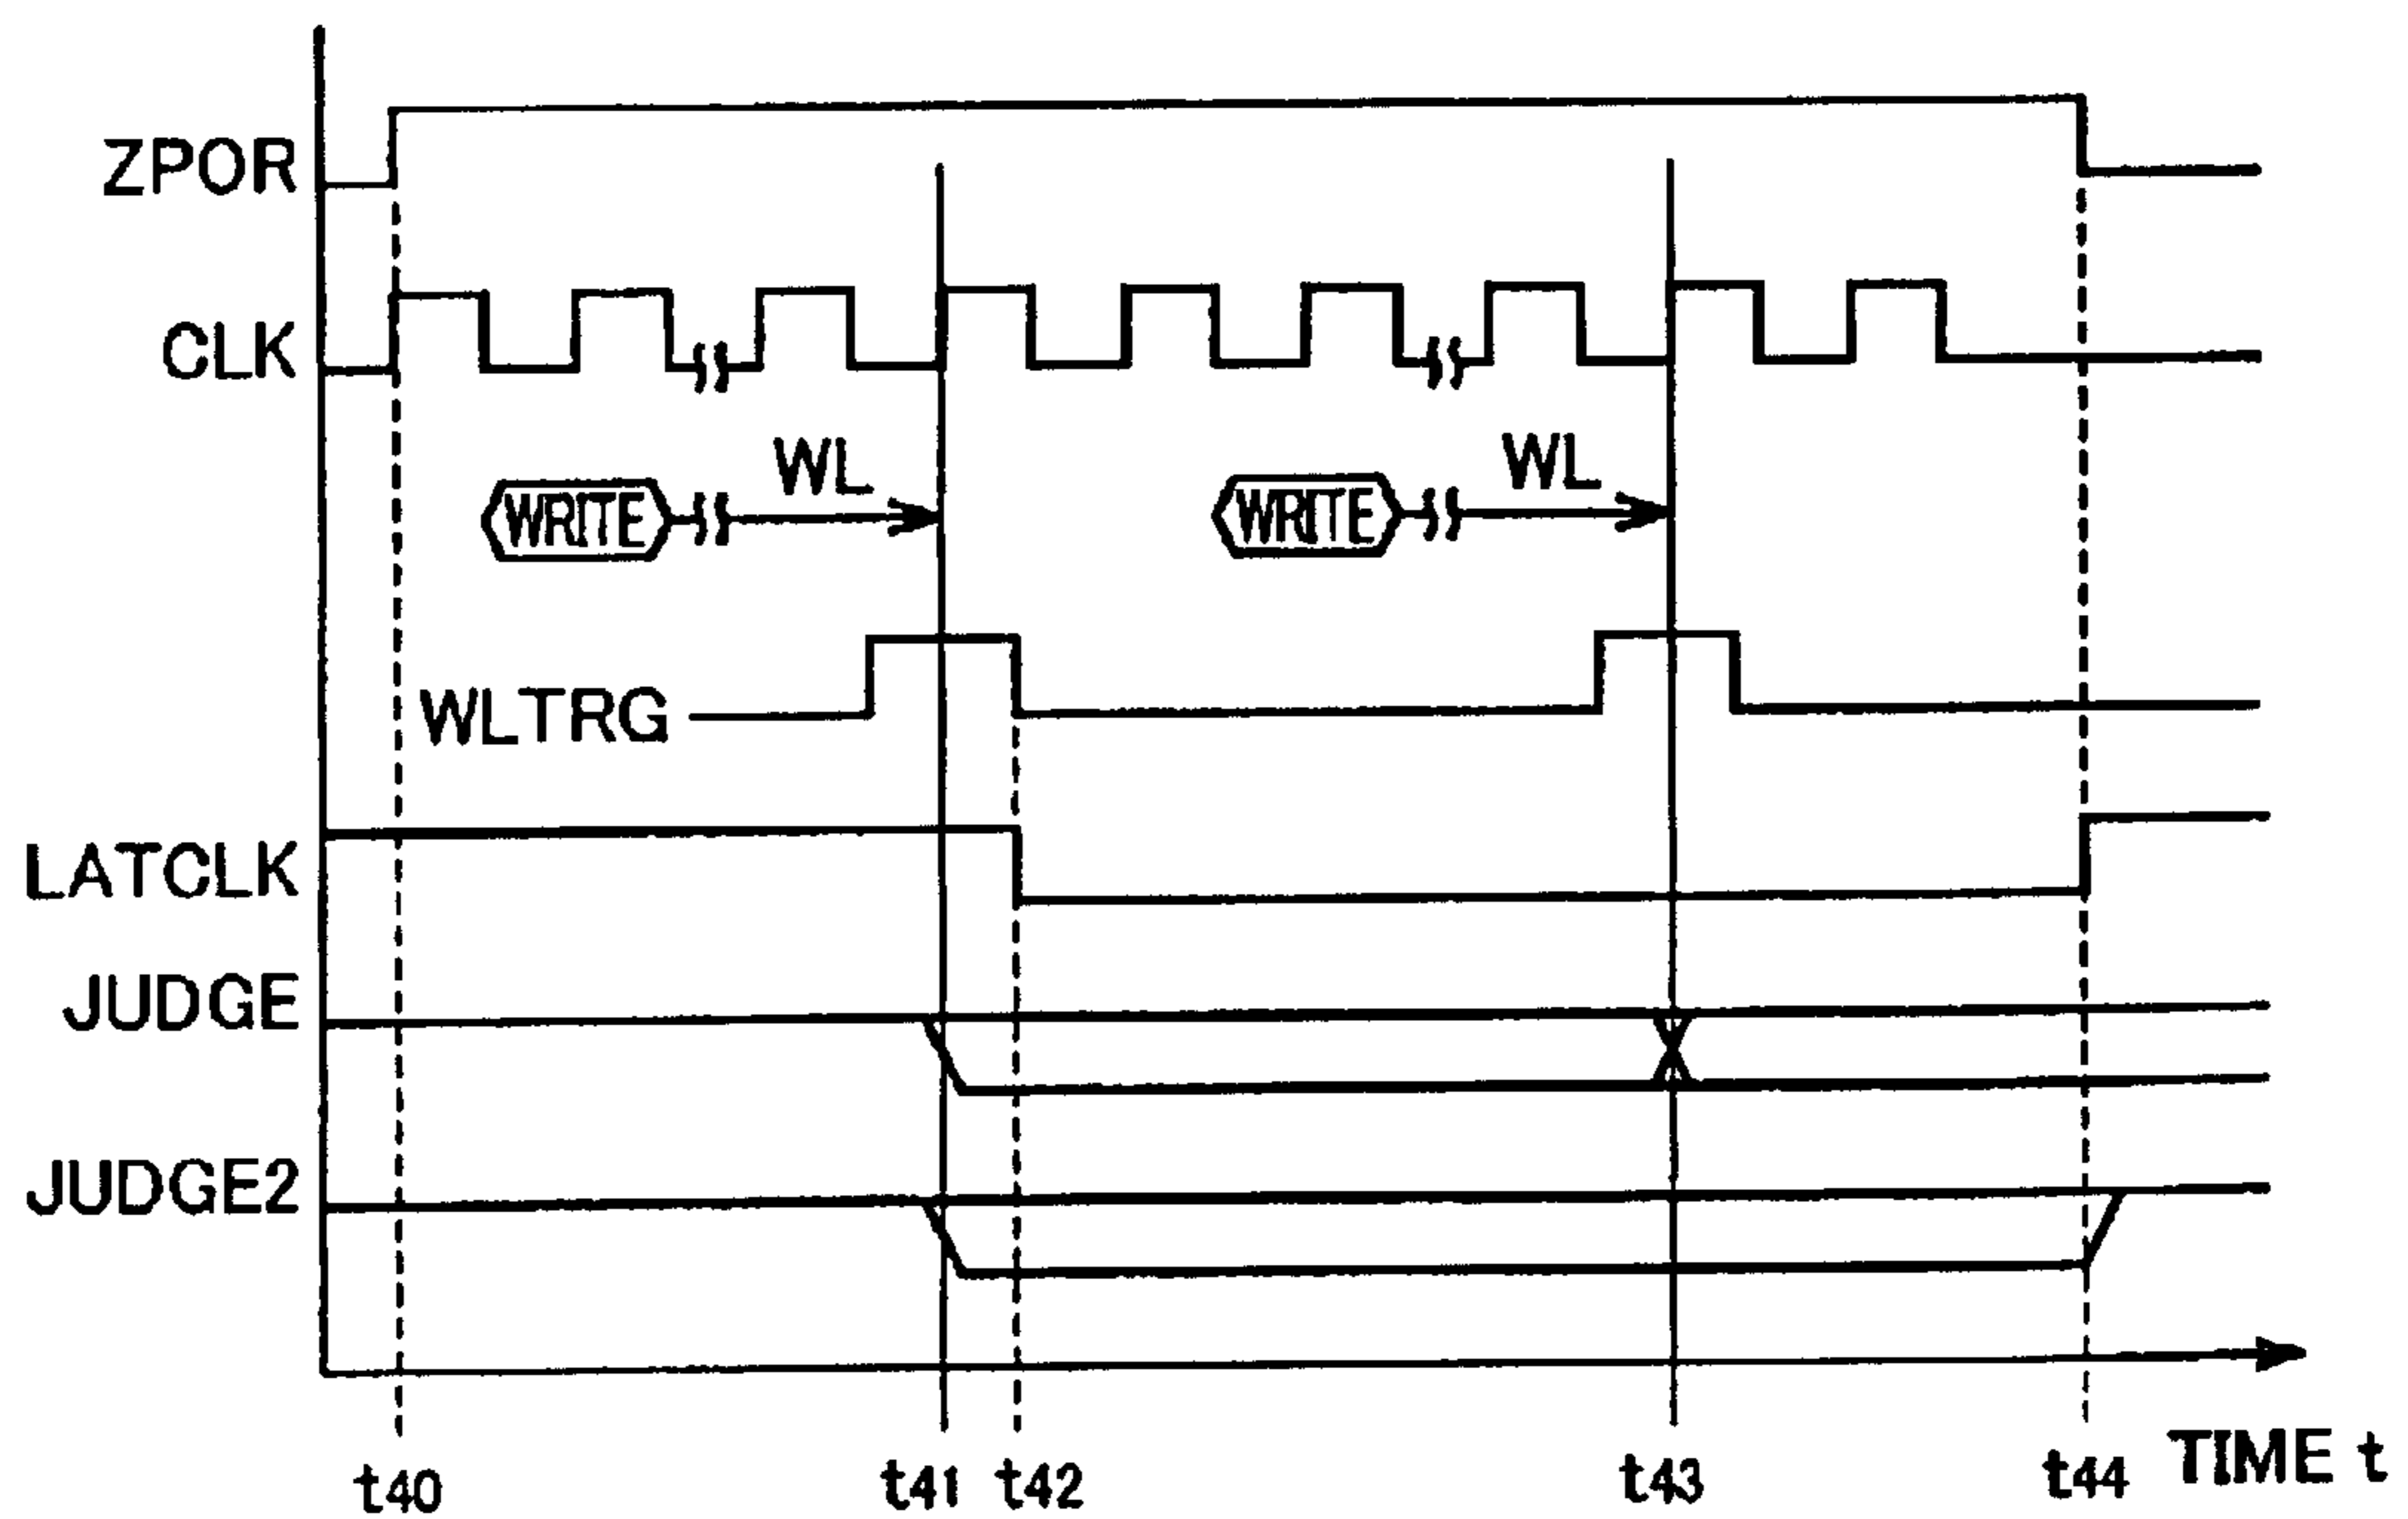 ZPOR
CLK
WL WL
WRITE WRITE
WLTRG
LATCLK
JUDGE
JUDGE2
t40 t41 t42 t43 t44 TIME t